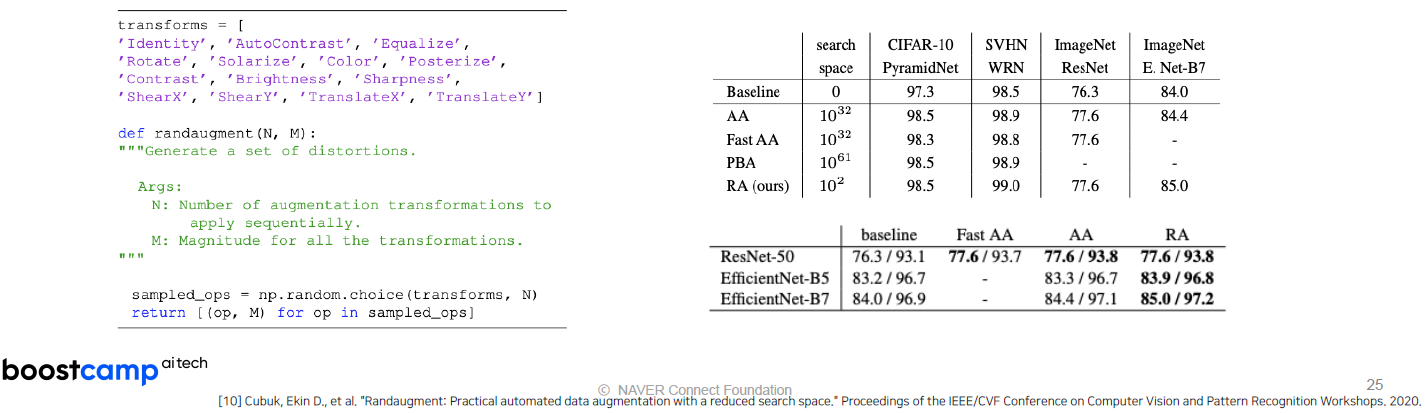 transforms = [
'Identity', 'AutoContrast', 'Equalize',
'Rotate', 'Solarize', 'Color', 'Posterize',
'Contrast', 'Brightness', 'Sharpness',
'ShearX', 'ShearY', 'TranslateX', 'TranslateY']
def randaugment(N, M):
"""Generate a set of distortions.
Args:
N: Number of augmentation transformations to
apply sequentially.
M: Magnitude for all the transformations.
"""
sampled_ops = np.random.choice(transforms, N)
return [(op, M) for op in sampled_ops]
search CIFAR-10 SVHN ImageNet ImageNet
space PyramidNet WRN ResNet E. Net-B7
Baseline 0 97.3 98.5 76.3 84.0
AA 10³² 98.5 98.9 77.6 84.4
Fast AA 10³² 98.3 98.8 77.6 -
PBA 10⁶¹ 98.5 98.9 - -
RA (ours) 10² 98.5 99.0 77.6 85.0
baseline Fast AA AA RA
ResNet-50 76.3 / 93.1 77.6 / 93.7 77.6 / 93.8 77.6 / 93.8
EfficientNet-B5 83.2 / 96.7 - 83.3 / 96.7 83.9 / 96.8
EfficientNet-B7 84.0 / 96.9 - 84.4 / 97.1 85.0 / 97.2
boostcamp ai tech
© NAVER Connect Foundation
25
[10] Cubuk, Ekin D., et al. "Randaugment: Practical automated data augmentation with a reduced search space." Proceedings of the IEEE/CVF Conference on Computer Vision and Pattern Recognition Workshops. 2020.